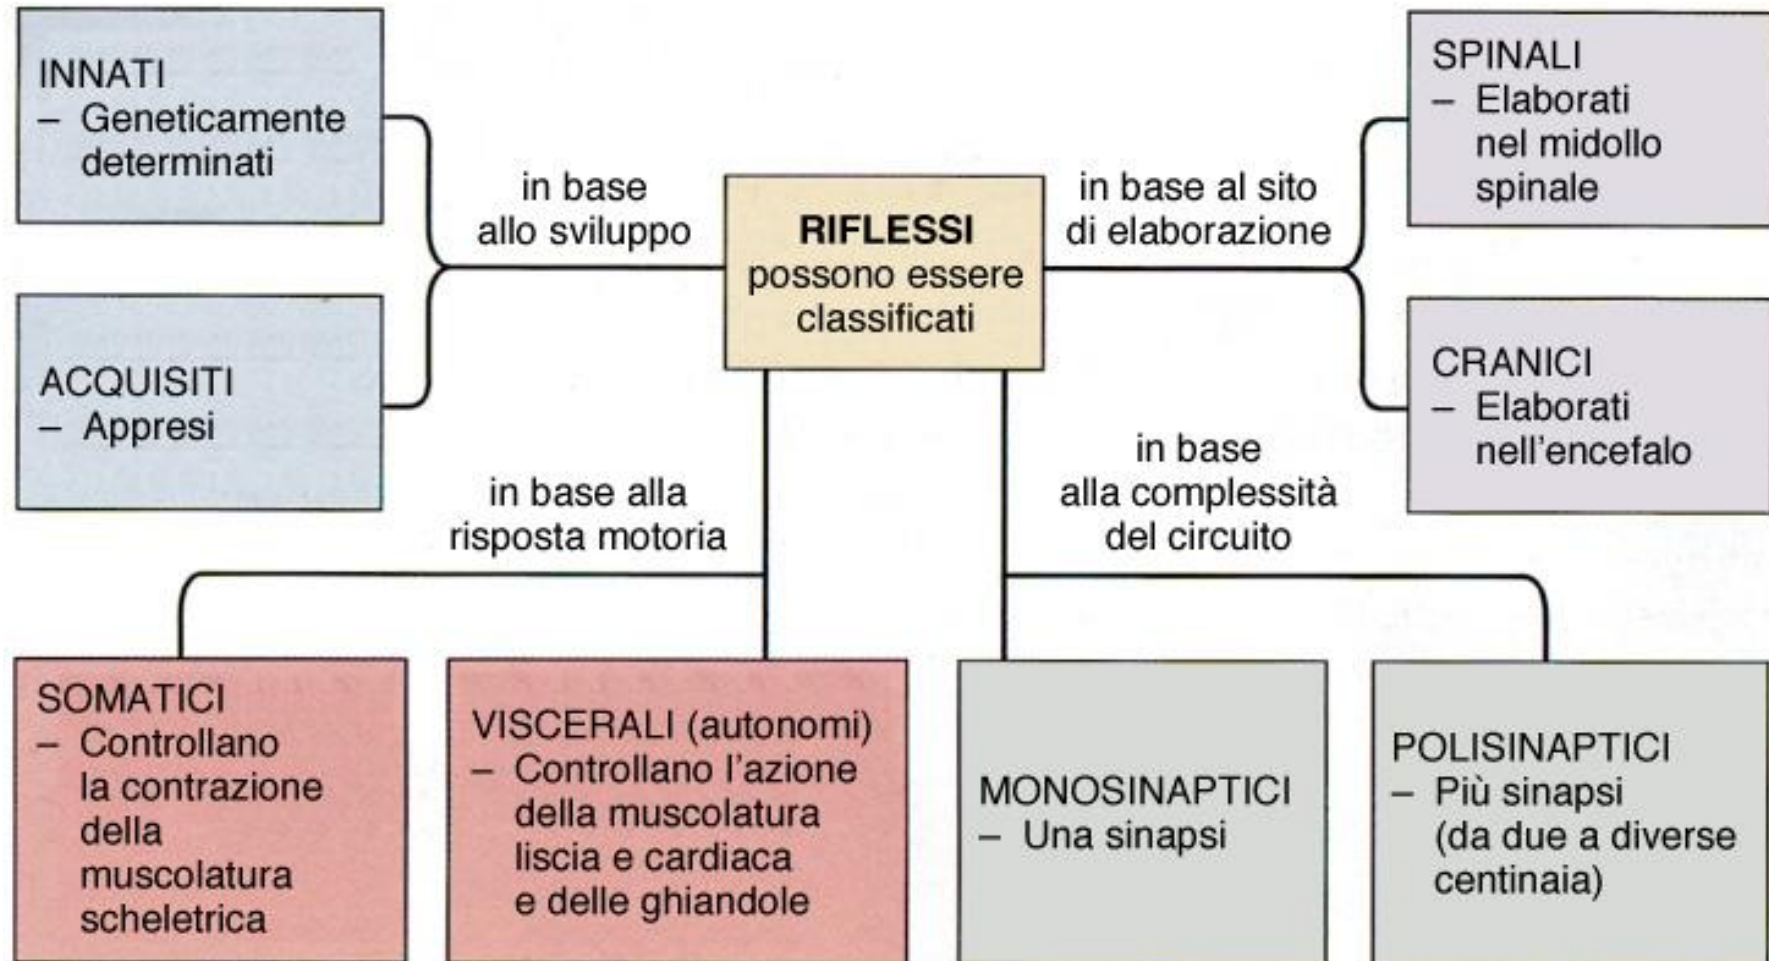 INNATI
– Geneticamente
determinati
in base
allo sviluppo
ACQUISITI
– Appresi
RIFLESSI
possono essere
classificati
in base al sito
di elaborazione
SPINALI
– Elaborati
nel midollo
spinale
CRANICI
– Elaborati
nell'encefalo
in base alla
risposta motoria
SOMATICI
– Controllano
la contrazione
della
muscolatura
scheletrica
VISCERALI (autonomi)
– Controllano l'azione
della muscolatura
liscia e cardiaca
e delle ghiandole
in base
alla complessità
del circuito
MONOSINAPTICI
– Una sinapsi
POLISINAPTICI
– Più sinapsi
(da due a diverse
centinaia)